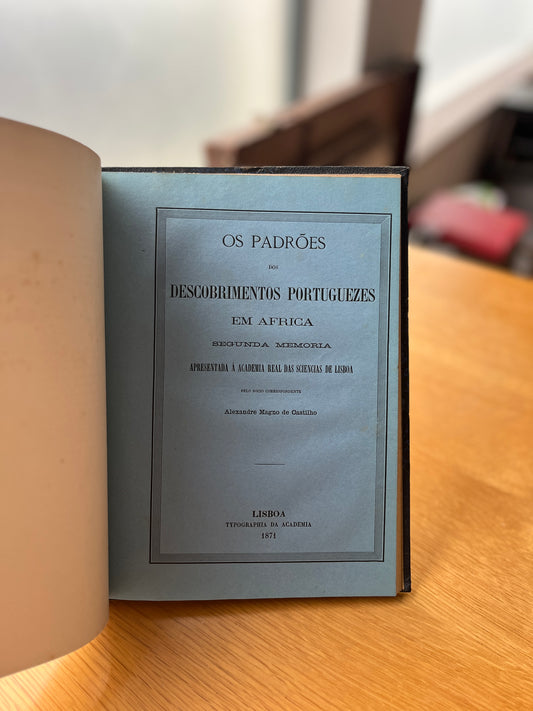 OS PADRÕES
DOS
DESCOBRIMENTOS PORTUGUEZES
EM AFRICA
SEGUNDA MEMORIA
APRESENTADA Á ACADEMIA REAL DAS SCIENCIAS DE LISBOA
PELO SOCIO CORRESPONDENTE
Alexandre Magno de Castilho
LISBOA
TYPOGRAPHIA DA ACADEMIA
1871